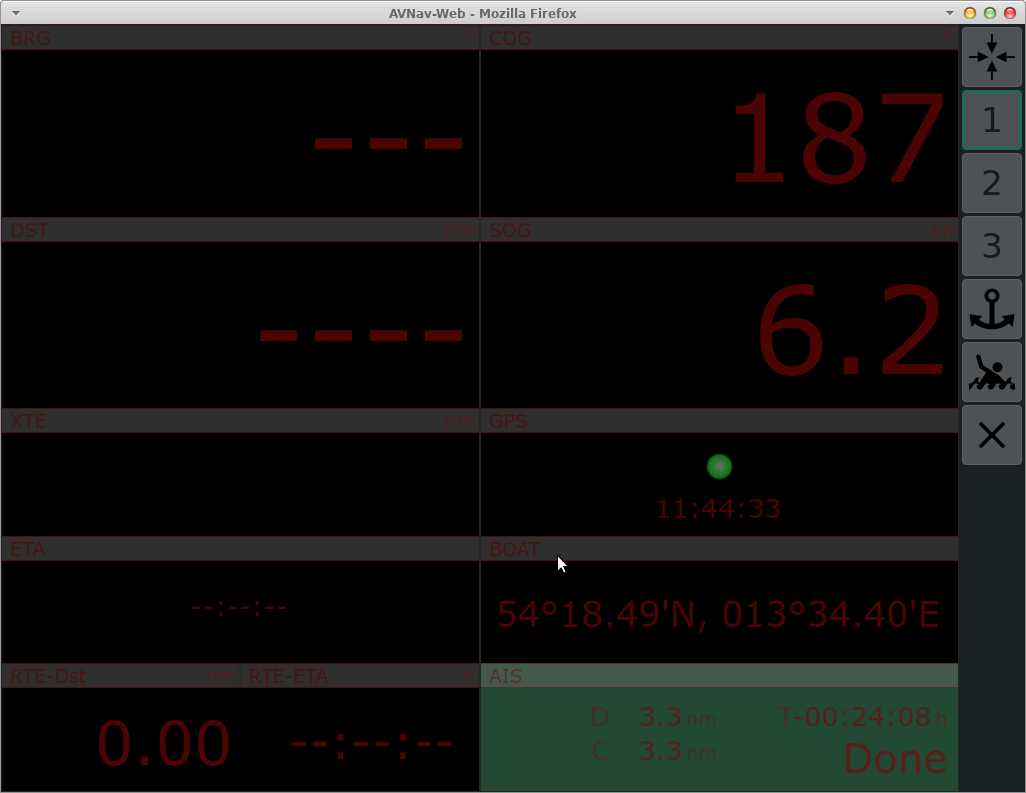 AVNav-Web - Mozilla Firefox
BRG °
---
COG °
187
DST nm
----
SOG kn
6.2
XTE nm
GPS
11:44:33
ETA
--:--:--
BOAT
54°18.49'N, 013°34.40'E
RTE-Dst nm
0.00
RTE-ETA h
--:--:--
AIS
D 3.3 nm T-00:24:08 h
C 3.3 nm
Done
1
2
3